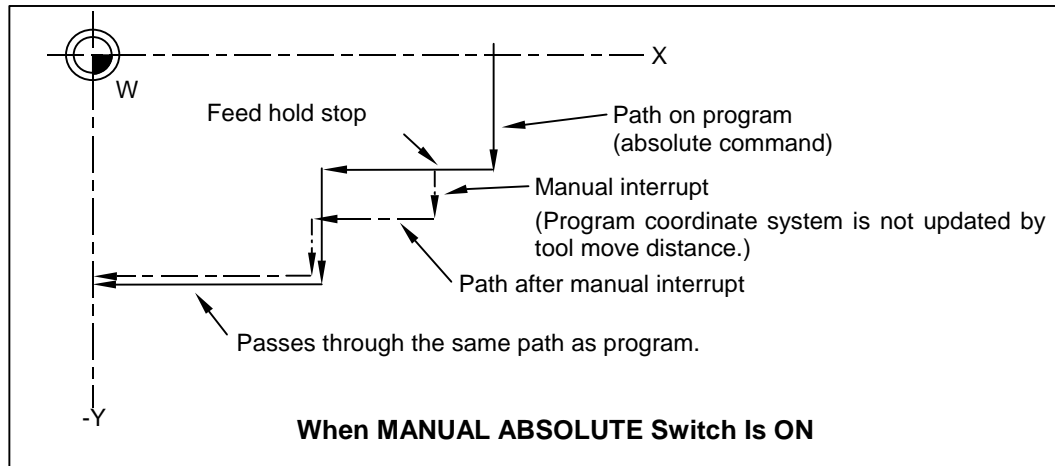 X
W
Feed hold stop
Path on program
(absolute command)
Manual interrupt
(Program coordinate system is not updated by
tool move distance.)
Path after manual interrupt
Passes through the same path as program.
-Y
When MANUAL ABSOLUTE Switch Is ON